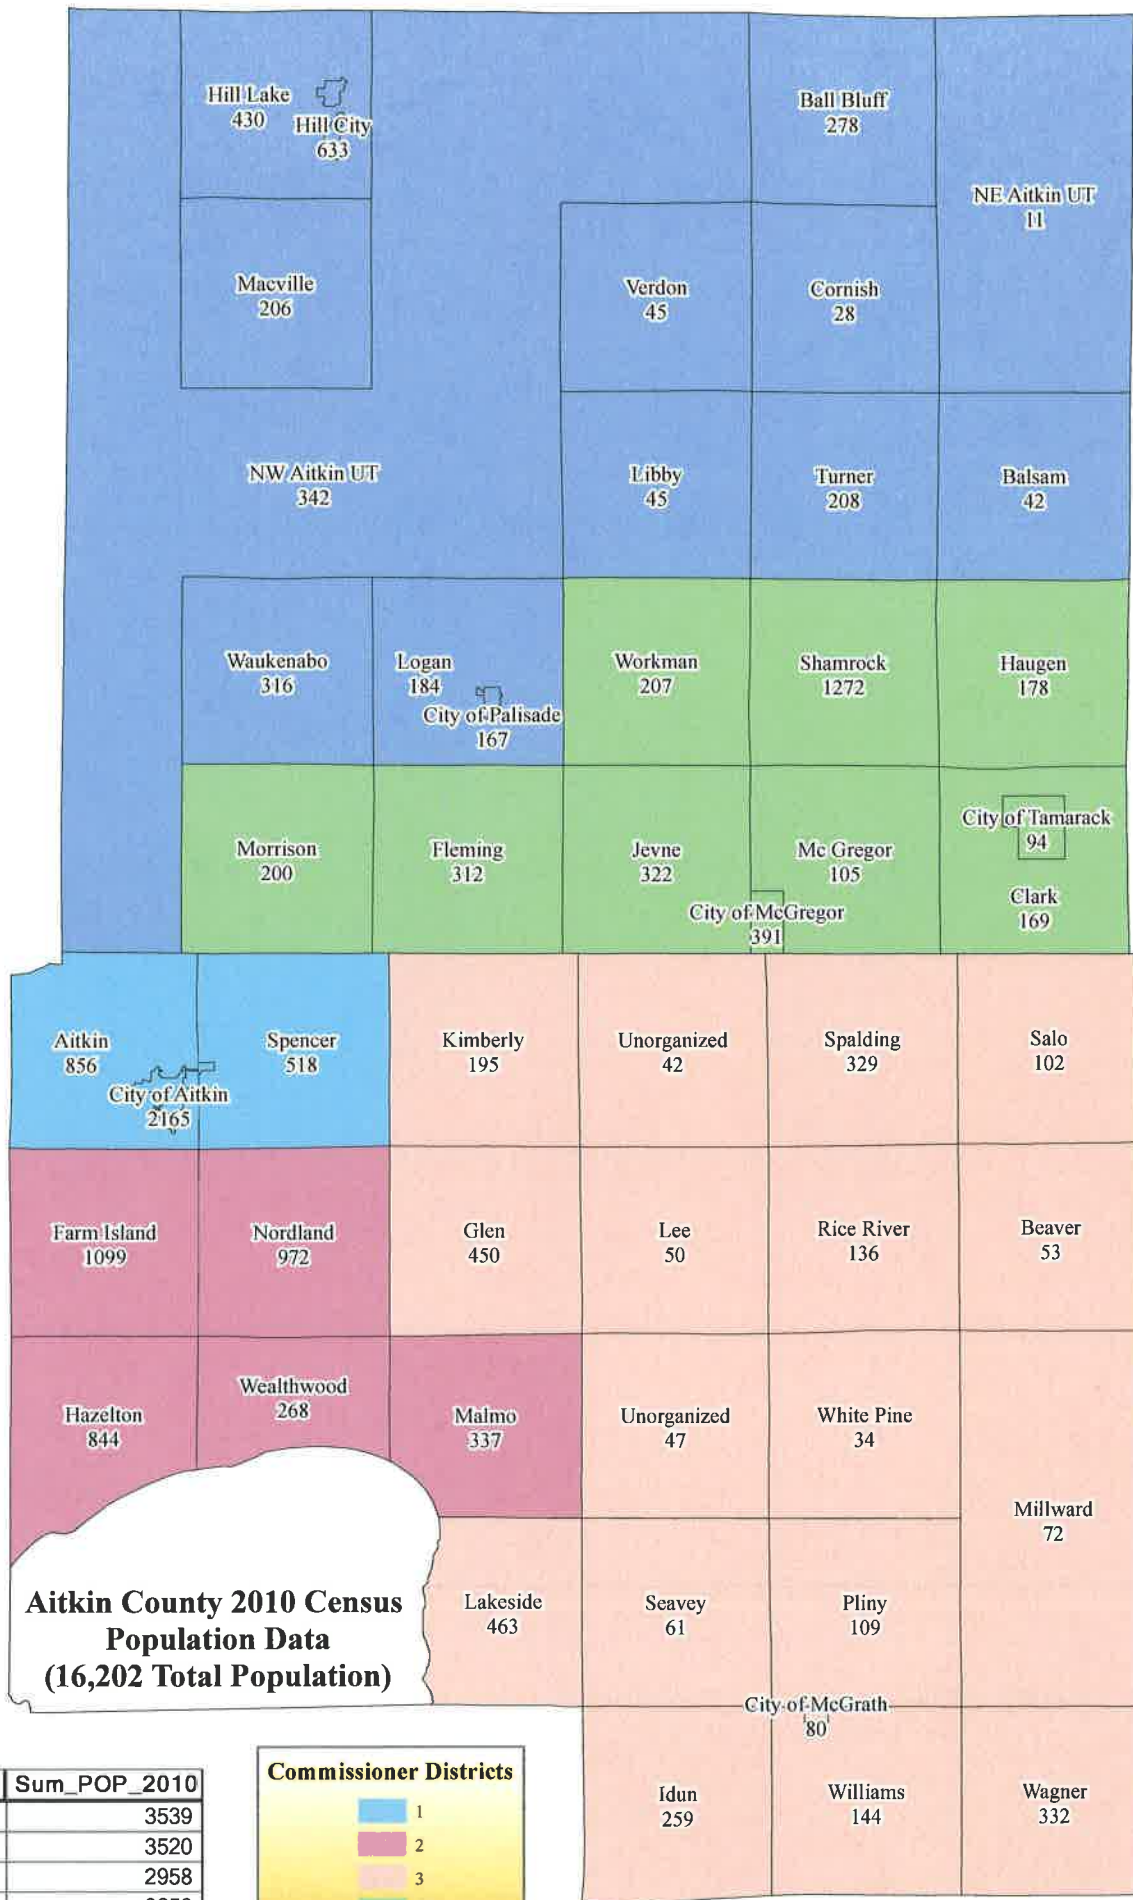 Hill Lake
430
Hill City
633
Ball Bluff
278
NE Aitkin UT
11
Macville
206
Verdon
45
Cornish
28
NW Aitkin UT
342
Libby
45
Turner
208
Balsam
42
Waukenabo
316
Logan
184
City of Palisade
167
Workman
207
Shamrock
1272
Haugen
178
Morrison
200
Fleming
312
Jevne
322
Mc Gregor
105
City of McGregor
391
City of Tamarack
94
Clark
169
Aitkin
856
City of Aitkin
2165
Spencer
518
Kimberly
195
Unorganized
42
Spalding
329
Salo
102
Farm Island
1099
Nordland
972
Glen
450
Lee
50
Rice River
136
Beaver
53
Hazelton
844
Wealthwood
268
Malmo
337
Unorganized
47
White Pine
34
Millward
72
Lakeside
463
Seavey
61
Pliny
109
Aitkin County 2010 Census
Population Data
(16,202 Total Population)
City of McGrath
80
Idun
259
Williams
144
Wagner
332
Sum_POP_2010
3539
3520
2958
Commissioner Districts
1
2
3